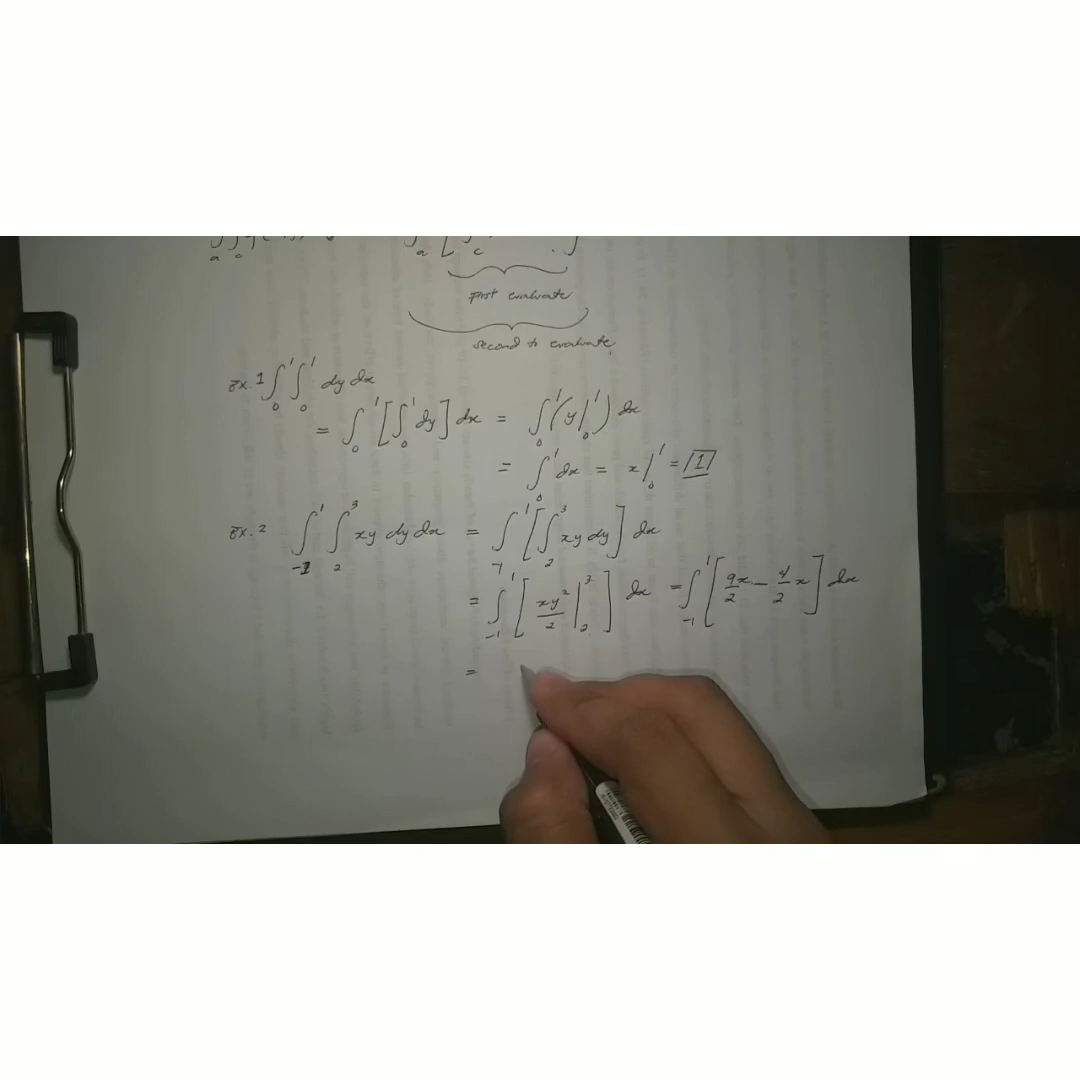 a c a c
First evaluate
second to evaluate
Ex. 1 ∫₀¹ ∫₀¹ dy dx
= ∫₀¹ [∫₀¹ dy] dx = ∫₀¹ (y|₀¹) dx
= ∫₀¹ dx = x|₀¹ = 1
Ex. 2 ∫₋₁¹ ∫₂³ xy dy dx = ∫₋₁¹ [∫₂³ xy dy] dx
= ∫₋₁¹ [xy²/2 |₂³] dx = ∫₋₁¹ [9x/2 − 4/2 x] dx
=